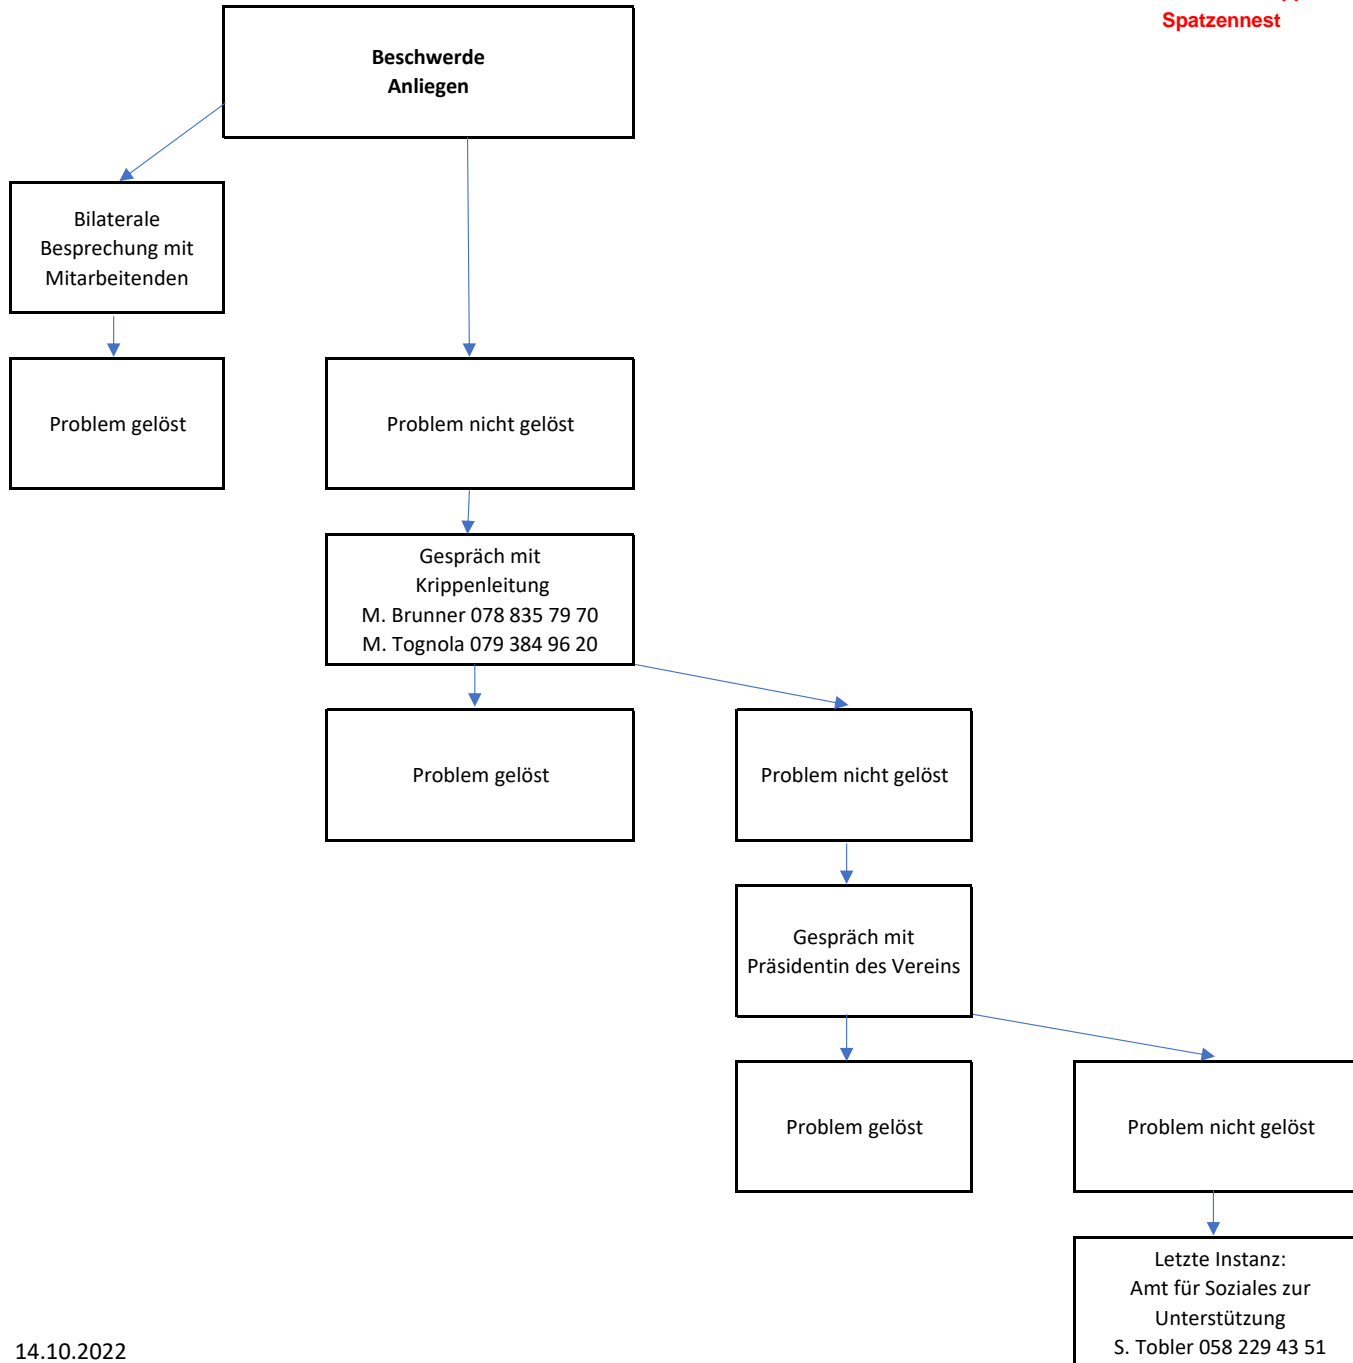 Spatzennest
Beschwerde
Anliegen
Bilaterale
Besprechung mit
Mitarbeitenden
Problem gelöst
Problem nicht gelöst
Gespräch mit
Krippenleitung
M. Brunner 078 835 79 70
M. Tognola 079 384 96 20
Problem gelöst
Problem nicht gelöst
Gespräch mit
Präsidentin des Vereins
Problem gelöst
Problem nicht gelöst
Letzte Instanz:
Amt für Soziales zur
Unterstützung
S. Tobler 058 229 43 51
14.10.2022